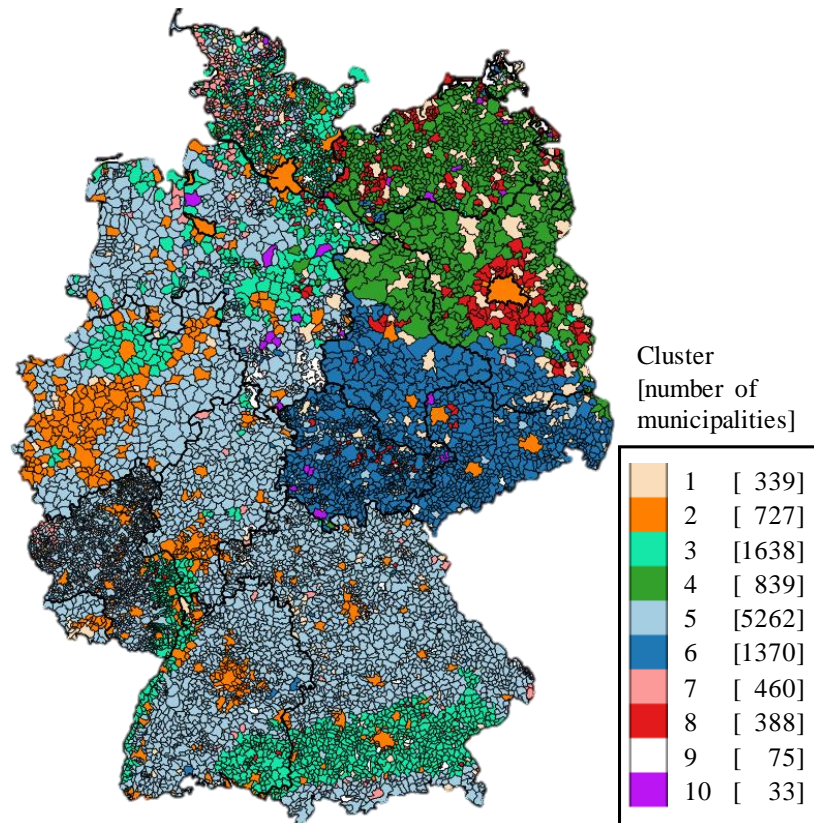 Cluster
[number of
municipalities]
1 [ 339]
2 [ 727]
3 [1638]
4 [ 839]
5 [5262]
6 [1370]
7 [ 460]
8 [ 388]
9 [ 75]
10 [ 33]